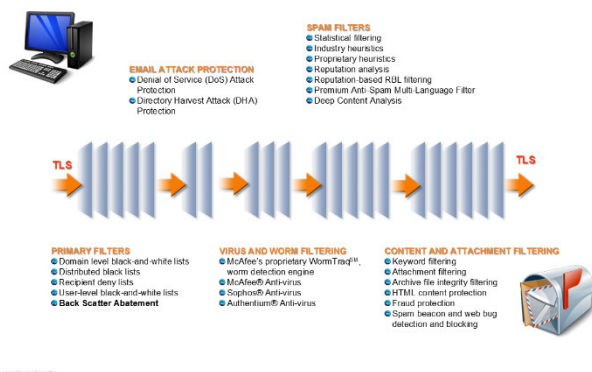 SPAM FILTERS
Statistical filtering
Industry heuristics
Proprietary heuristics
Reputation analysis
Reputation-based RBL filtering
Premium Anti-Spam Multi-Language Filter
Deep Content Analysis
EMAIL ATTACK PROTECTION
Denial of Service (DoS) Attack
Protection
Directory Harvest Attack (DHA)
Protection
TLS
TLS
PRIMARY FILTERS
Domain level black-and-white lists
Distributed black lists
Recipient deny lists
User-level black-and-white lists
Back Scatter Abatement
VIRUS AND WORM FILTERING
McAfee's proprietary WormTraq℠,
worm detection engine
McAfee® Anti-virus
Sophos® Anti-virus
Authentium® Anti-virus
CONTENT AND ATTACHMENT FILTERING
Keyword filtering
Attachment filtering
Archive file integrity filtering
HTML content protection
Fraud protection
Spam beacon and web bug
detection and blocking